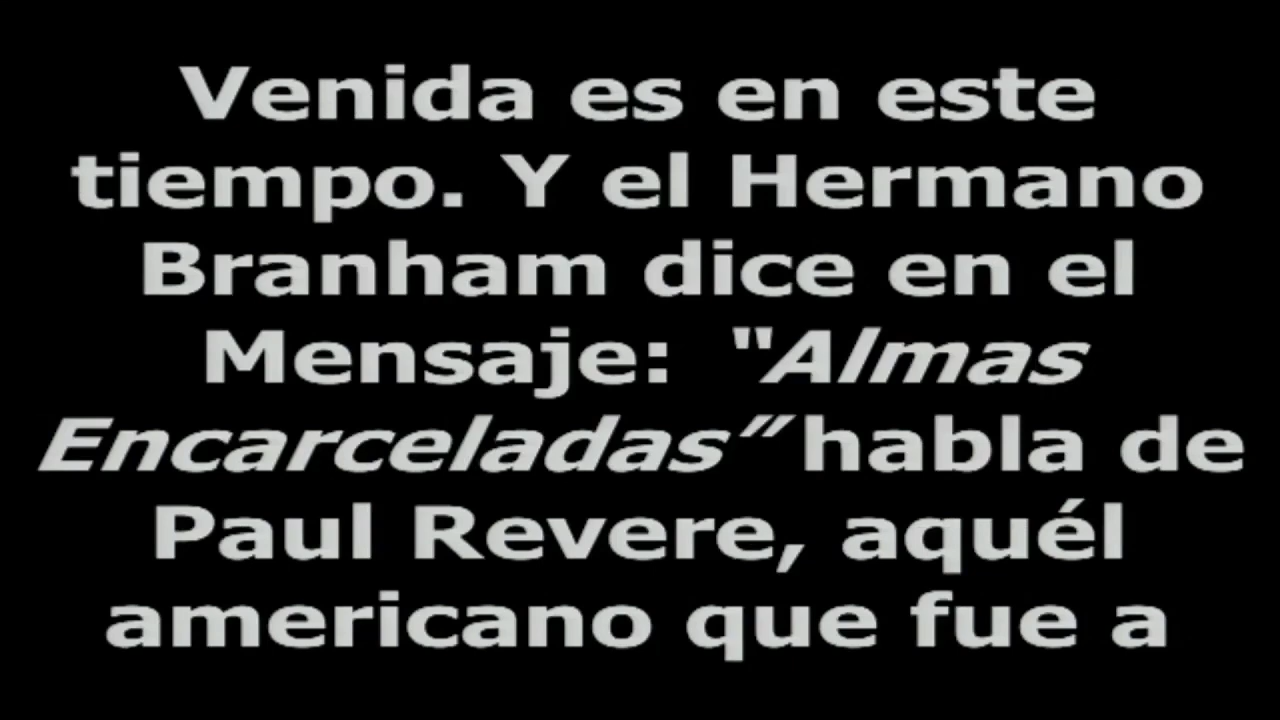 Venida es en este
tiempo. Y el Hermano
Branham dice en el
Mensaje: “Almas
Encarceladas” habla de
Paul Revere, aquél
americano que fue a